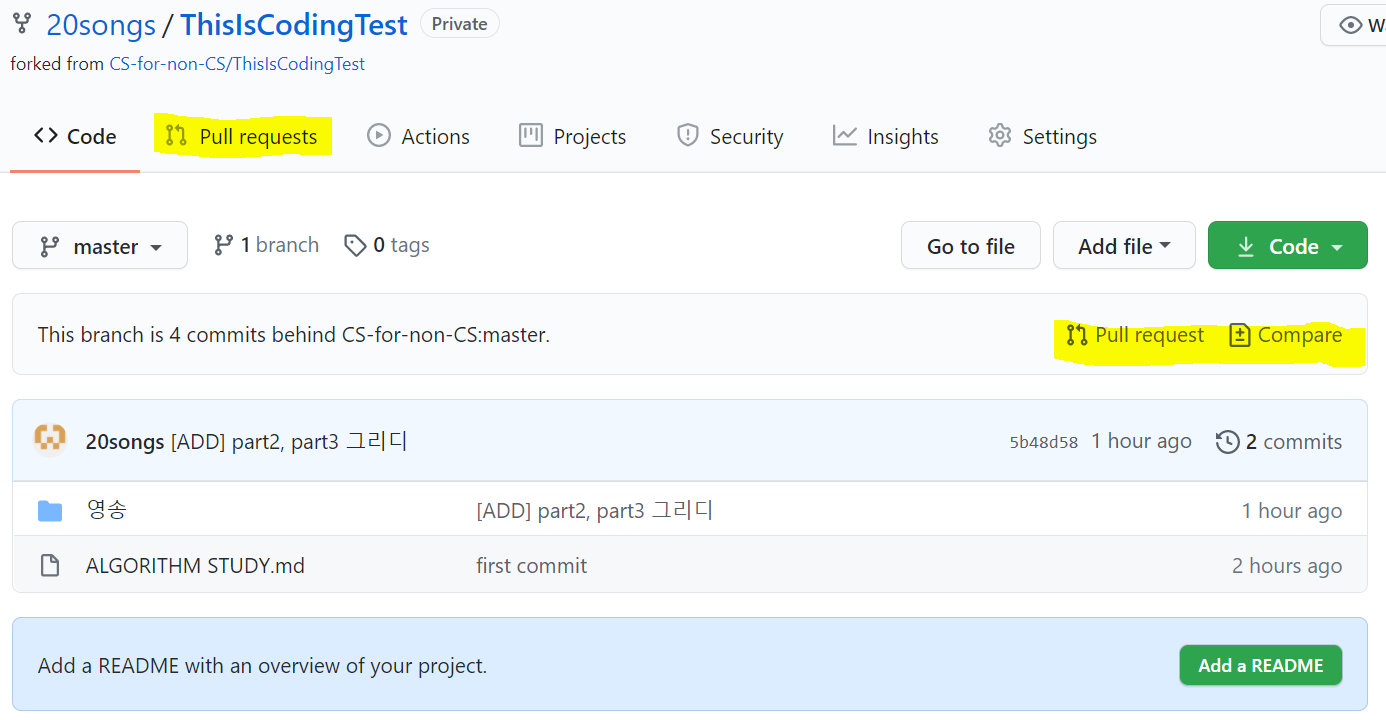 20songs / ThisIsCodingTest Private
forked from CS-for-non-CS/ThisIsCodingTest
Code Pull requests Actions Projects Security Insights Settings
master 1 branch 0 tags Go to file Add file Code
This branch is 4 commits behind CS-for-non-CS:master. Pull request Compare
20songs [ADD] part2, part3 그리디 5b48d58 1 hour ago 2 commits
영송 [ADD] part2, part3 그리디 1 hour ago
ALGORITHM STUDY.md first commit 2 hours ago
Add a README with an overview of your project. Add a README